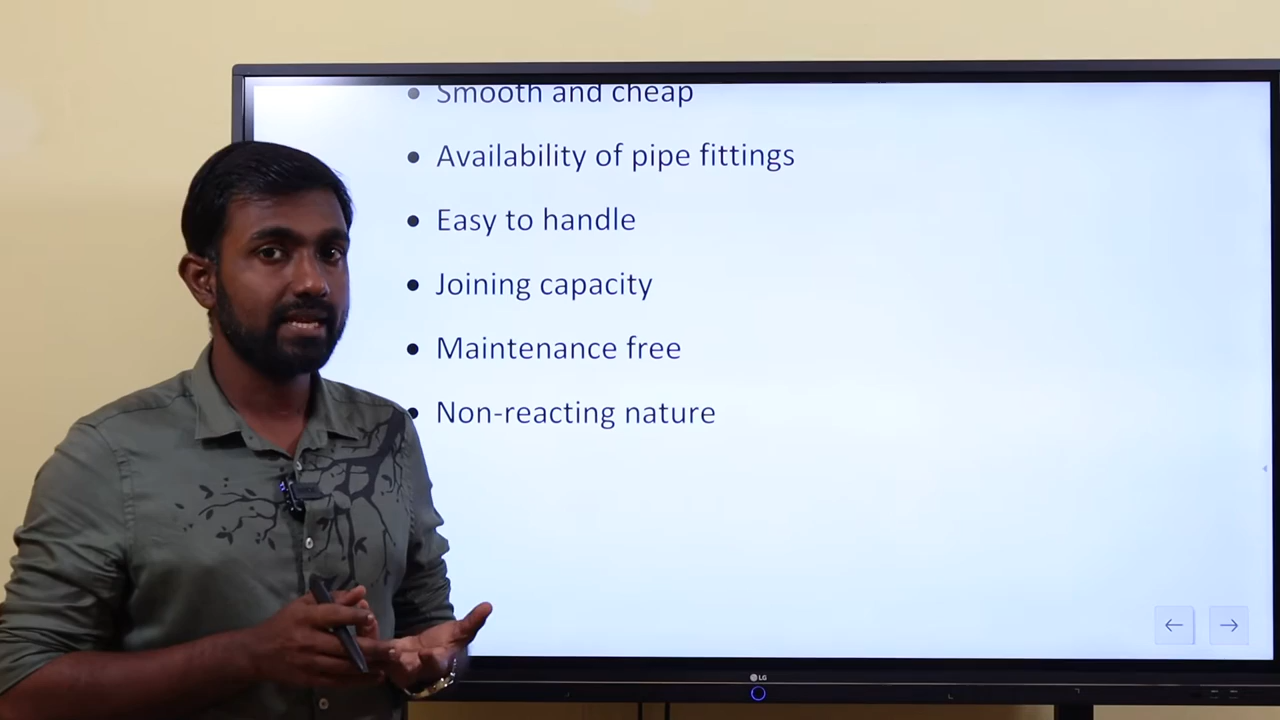 • Smooth and cheap
• Availability of pipe fittings
• Easy to handle
• Joining capacity
• Maintenance free
• Non-reacting nature
← →
LG